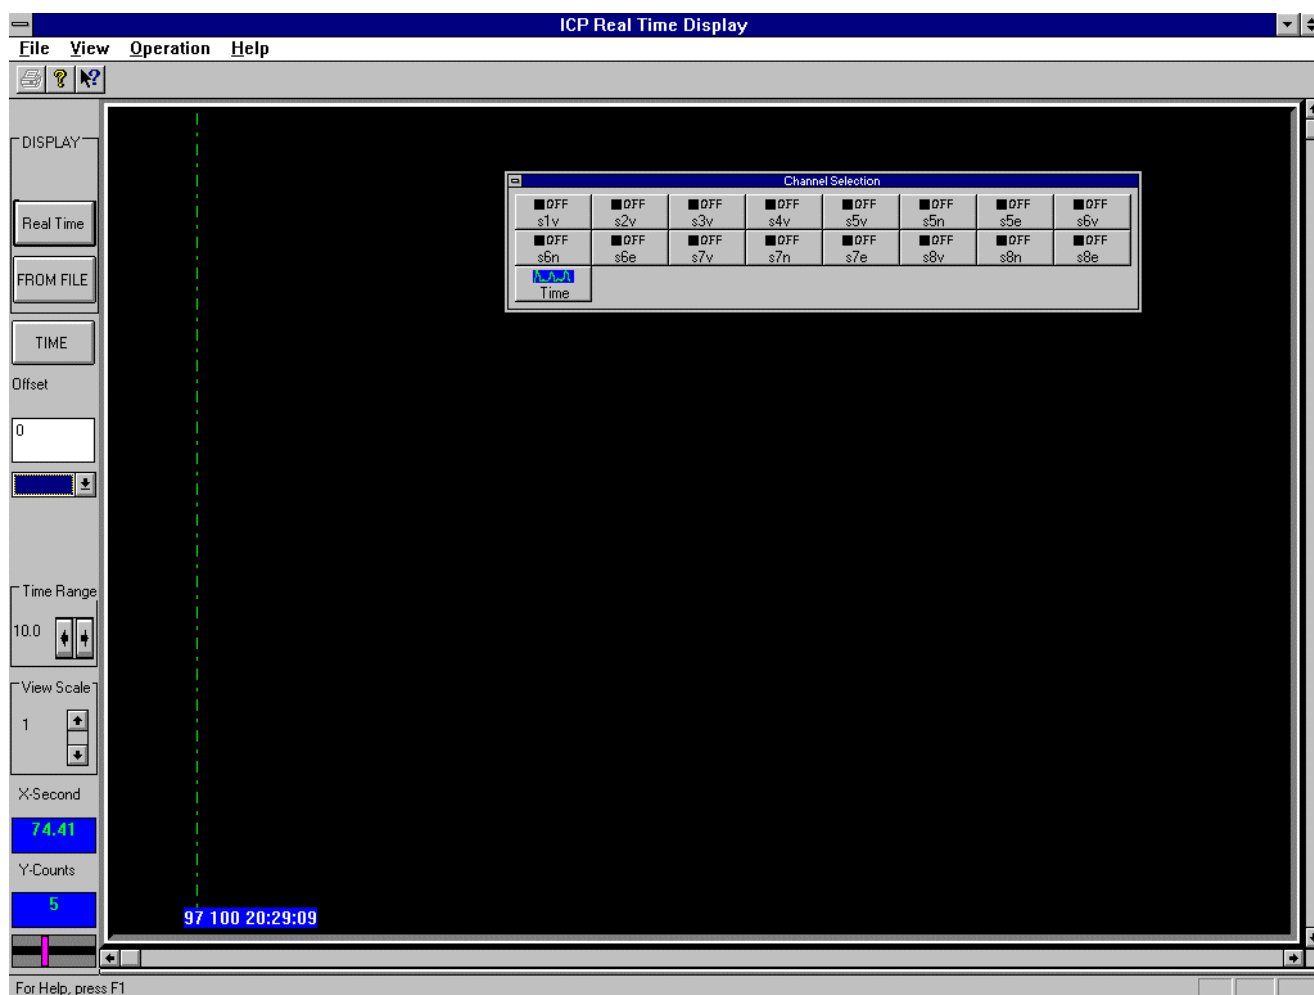 ICP Real Time Display
File View Operation Help
DISPLAY
Real Time
FROM FILE
TIME
Offset
0
Time Range
10.0
View Scale
1
X-Second
74.41
Y-Counts
5
Channel Selection
OFF OFF OFF OFF OFF OFF OFF OFF
s1v s2v s3v s4v s5v s5n s5e s6v
OFF OFF OFF OFF OFF OFF OFF OFF
s6n s6e s7v s7n s7e s8v s8n s8e
Time
97 100 20:29:09
For Help, press F1